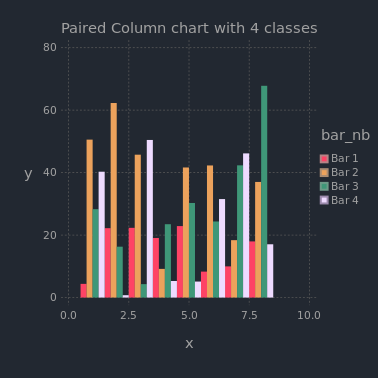 Paired Column chart with 4 classes
80
60
40
20
0
y
0.0 2.5 5.0 7.5 10.0
x
bar_nb
Bar 1
Bar 2
Bar 3
Bar 4